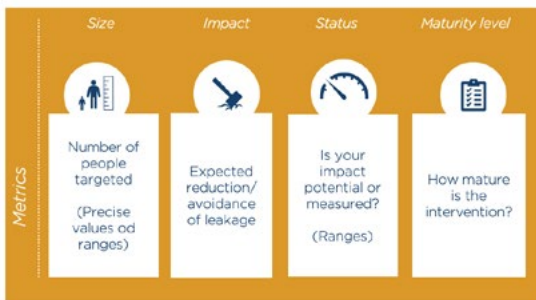 Size
Impact
Status
Maturity level
Metrics
Number of
people
targeted
(Precise
values od
ranges)
Expected
reduction/
avoidance
of leakage
Is your
impact
potential or
measured?
(Ranges)
How mature
is the
intervention?